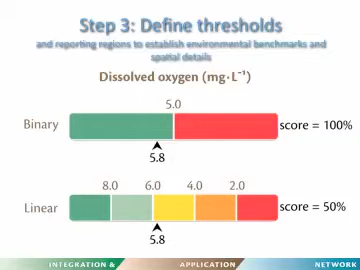 Step 3: Define thresholds
and reporting regions to establish environmental benchmarks and
spatial details
Dissolved oxygen (mg·L⁻¹)
5.0
Binary
score = 100%
5.8
8.0 6.0 4.0 2.0
Linear
score = 50%
5.8
INTEGRATION & APPLICATION NETWORK